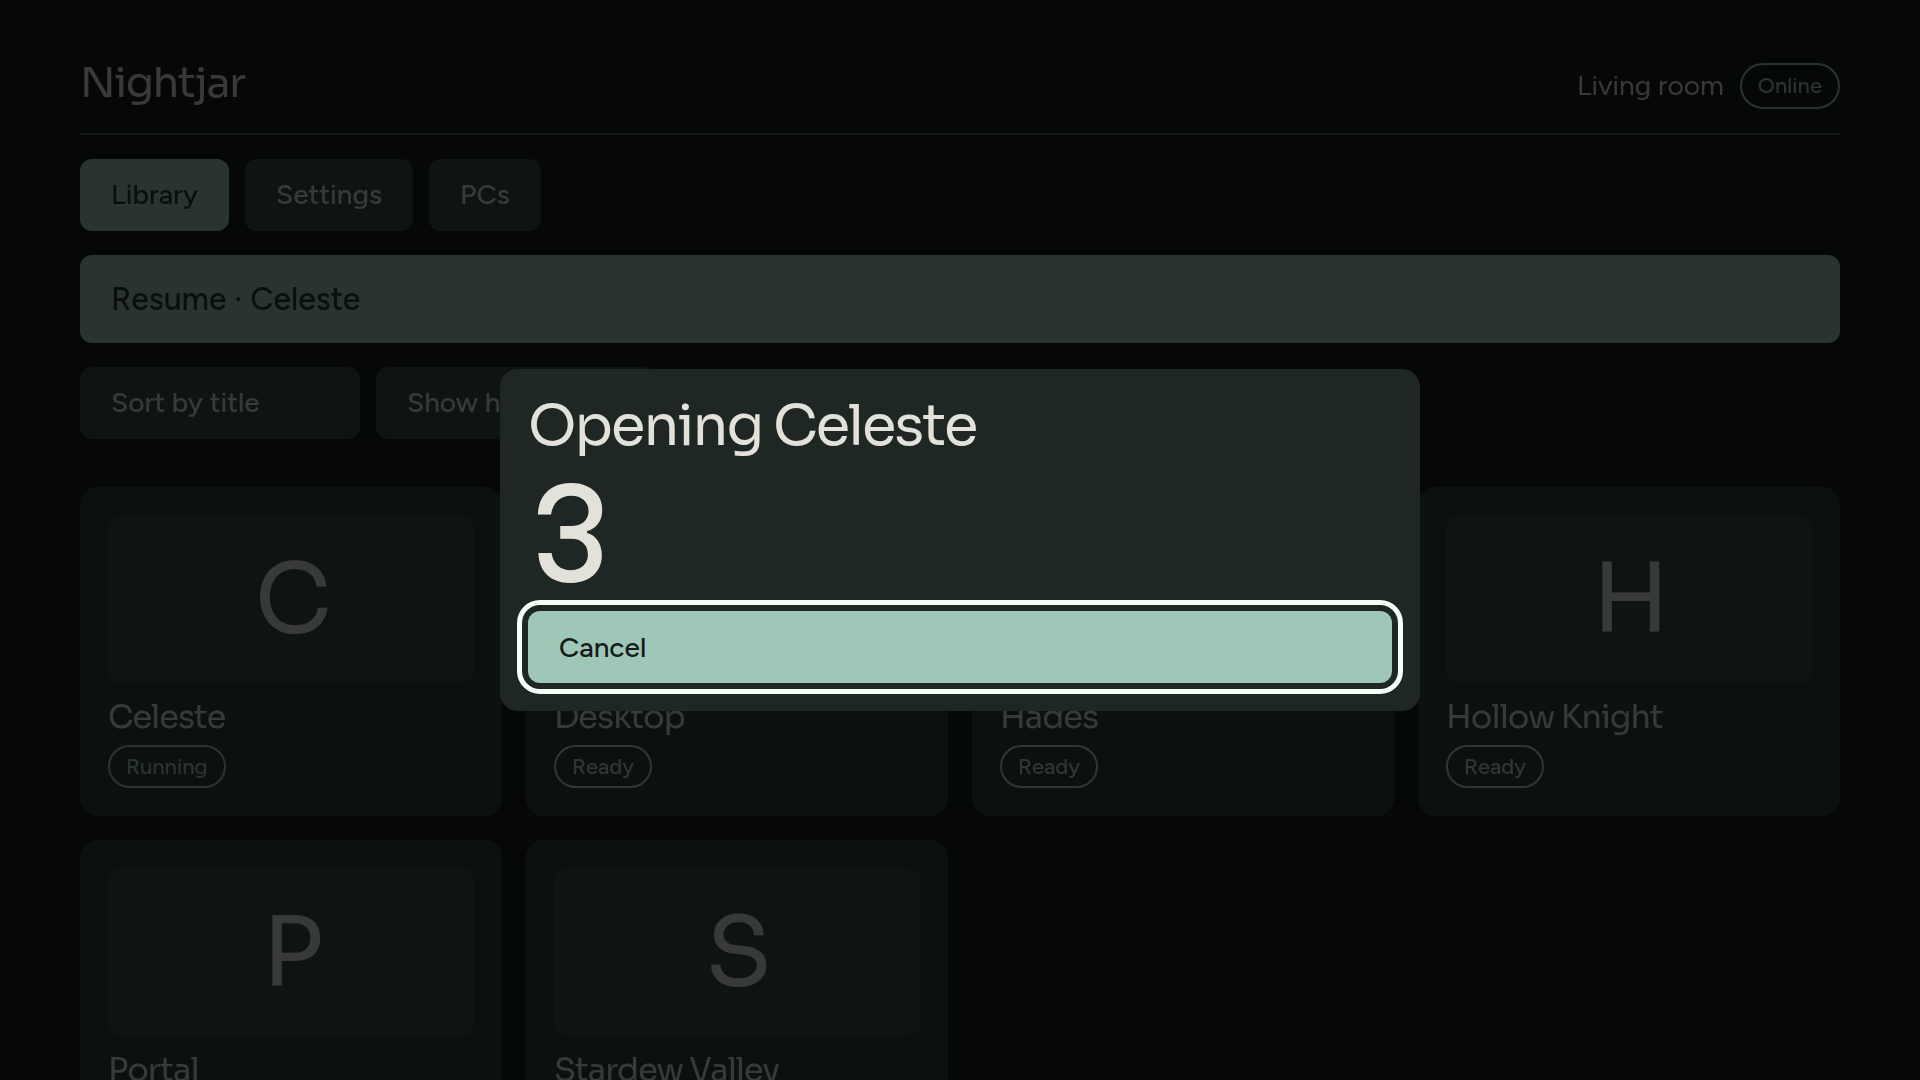 Nightjar
Living room
Online
Library
Settings
PCs
Resume · Celeste
Sort by title
Show h
Opening Celeste
3
Cancel
C
H
Celeste
Desktop
Hades
Hollow Knight
Running
Ready
Ready
Ready
P
S
Portal
Stardew Valley